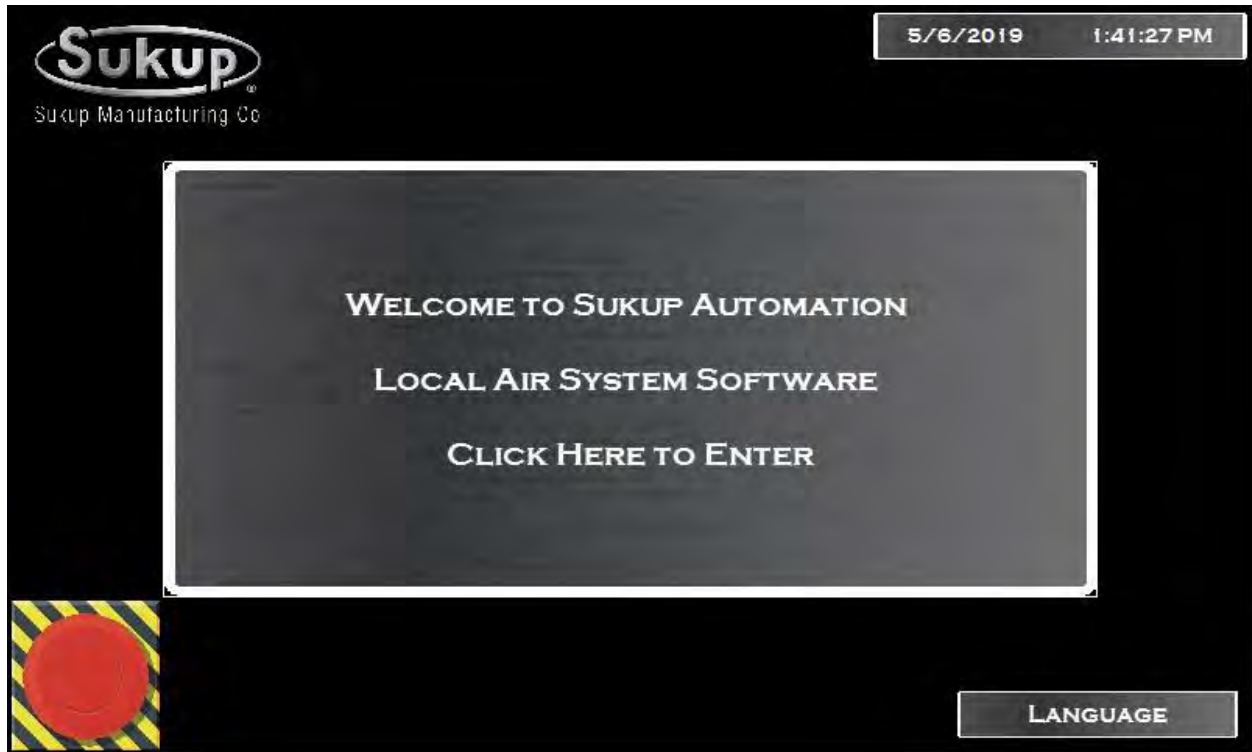 Sukup®
Sukup Manufacturing Co
5/6/2019 1:41:27 PM
WELCOME TO SUKUP AUTOMATION
LOCAL AIR SYSTEM SOFTWARE
CLICK HERE TO ENTER
LANGUAGE